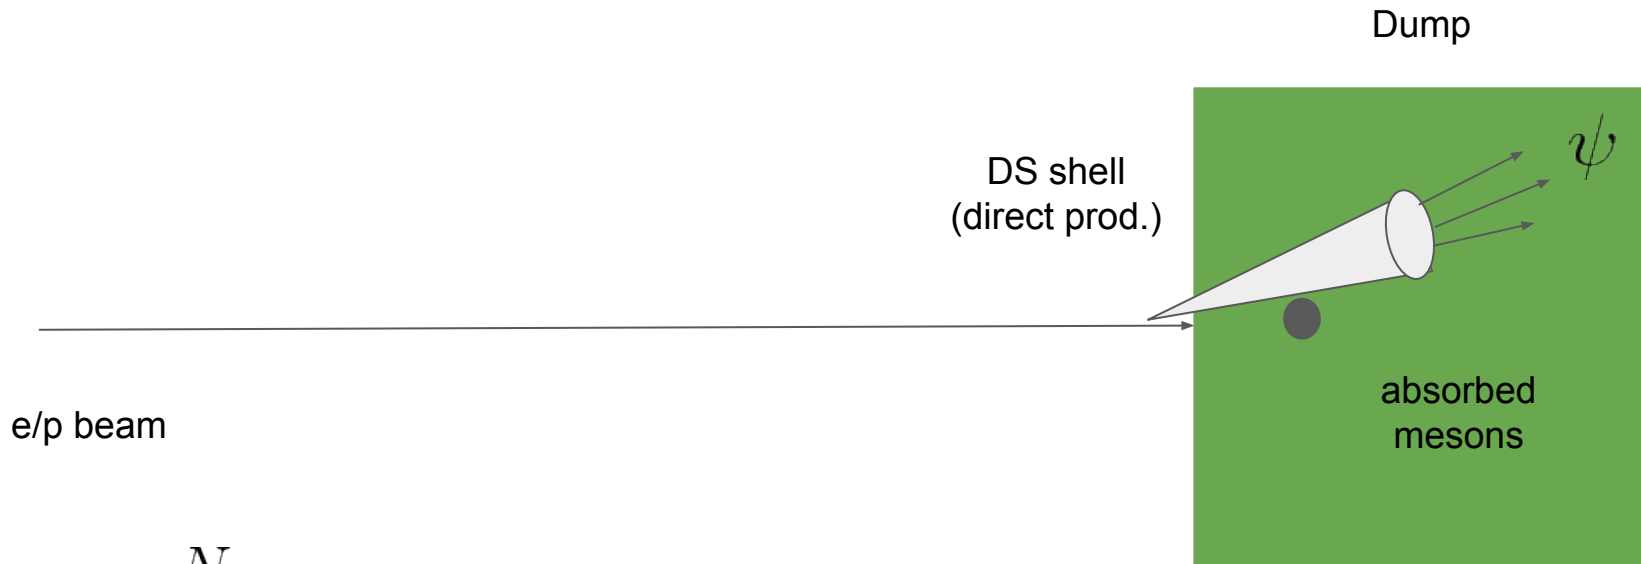 Dump
ψ
DS shell
(direct prod.)
absorbed
mesons
e/p beam
N